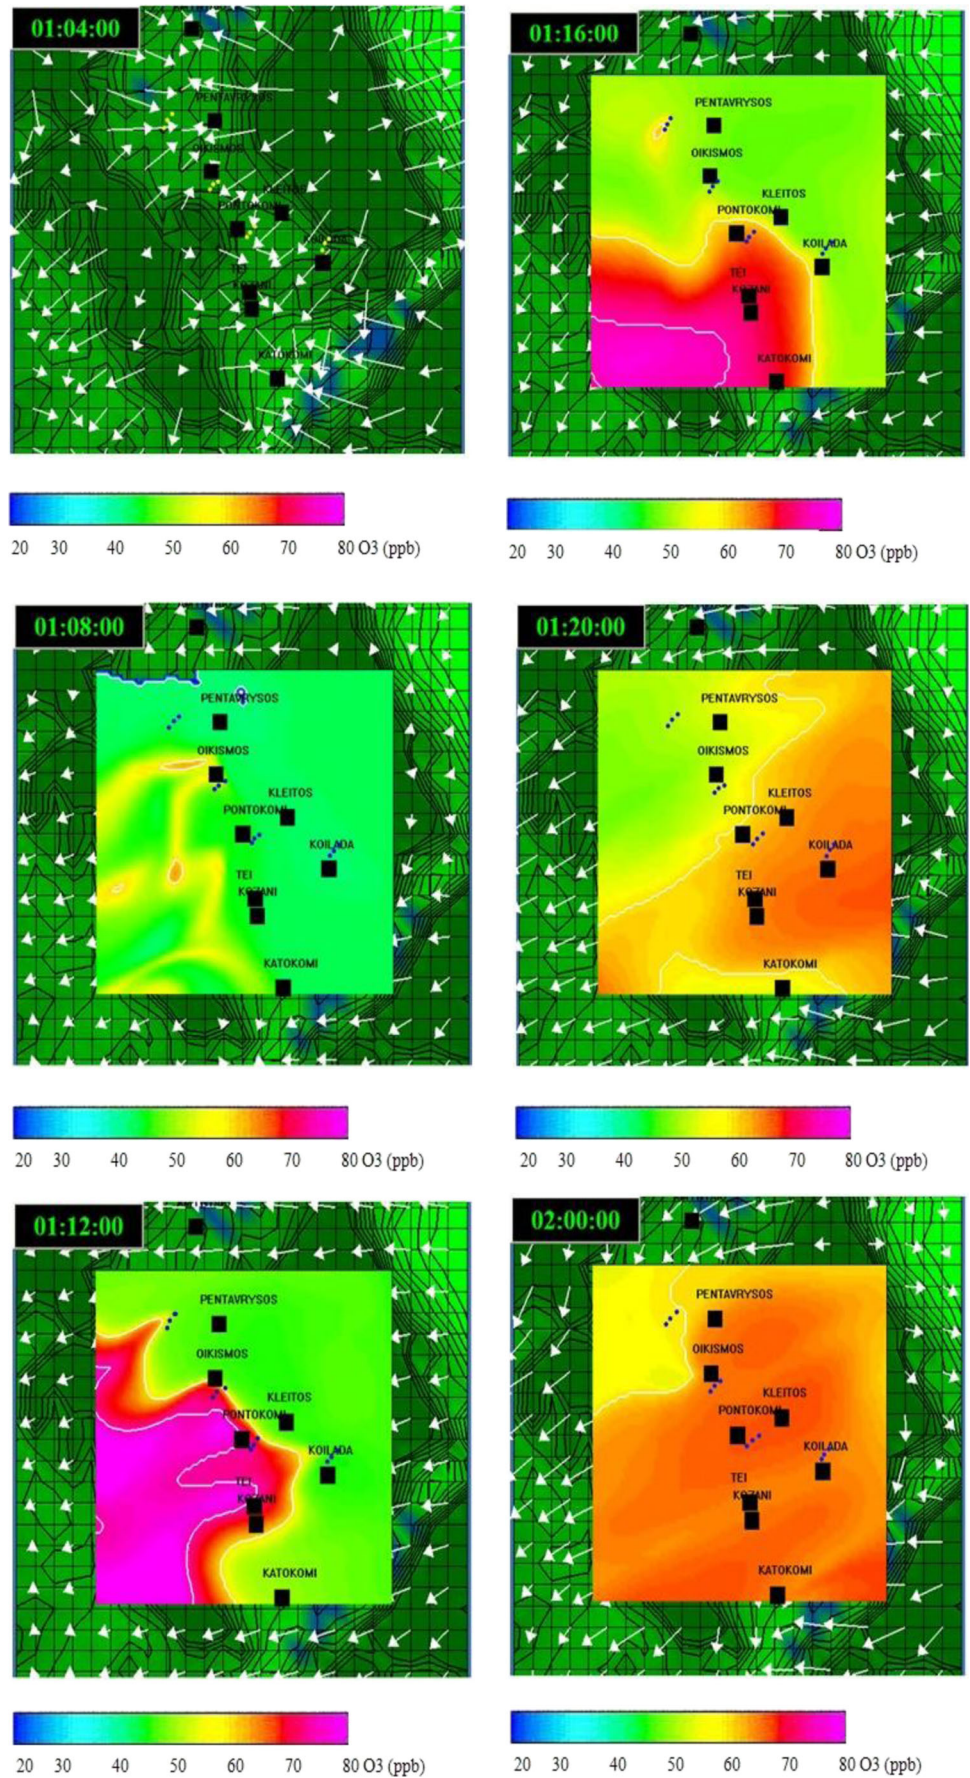 01:04:00
PENTAVRYSOS
OIKISMOS
KLEITOS
PONTOKOMI
KOILADA
TEI
KOZANI
KATOKOMI
20 30 40 50 60 70 80 O3 (ppb)
01:16:00
PENTAVRYSOS
OIKISMOS
KLEITOS
PONTOKOMI
KOILADA
TEI
KOZANI
KATOKOMI
20 30 40 50 60 70 80 O3 (ppb)
01:08:00
PENTAVRYSOS
OIKISMOS
KLEITOS
PONTOKOMI
KOILADA
TEI
KOZANI
KATOKOMI
20 30 40 50 60 70 80 O3 (ppb)
01:20:00
PENTAVRYSOS
OIKISMOS
KLEITOS
PONTOKOMI
KOILADA
TEI
KOZANI
KATOKOMI
20 30 40 50 60 70 80 O3 (ppb)
01:12:00
PENTAVRYSOS
OIKISMOS
KLEITOS
PONTOKOMI
KOILADA
TEI
KOZANI
KATOKOMI
20 30 40 50 60 70 80 O3 (ppb)
02:00:00
PENTAVRYSOS
OIKISMOS
KLEITOS
PONTOKOMI
KOILADA
TEI
KOZANI
KATOKOMI
20 30 40 50 60 70 80 O3 (ppb)